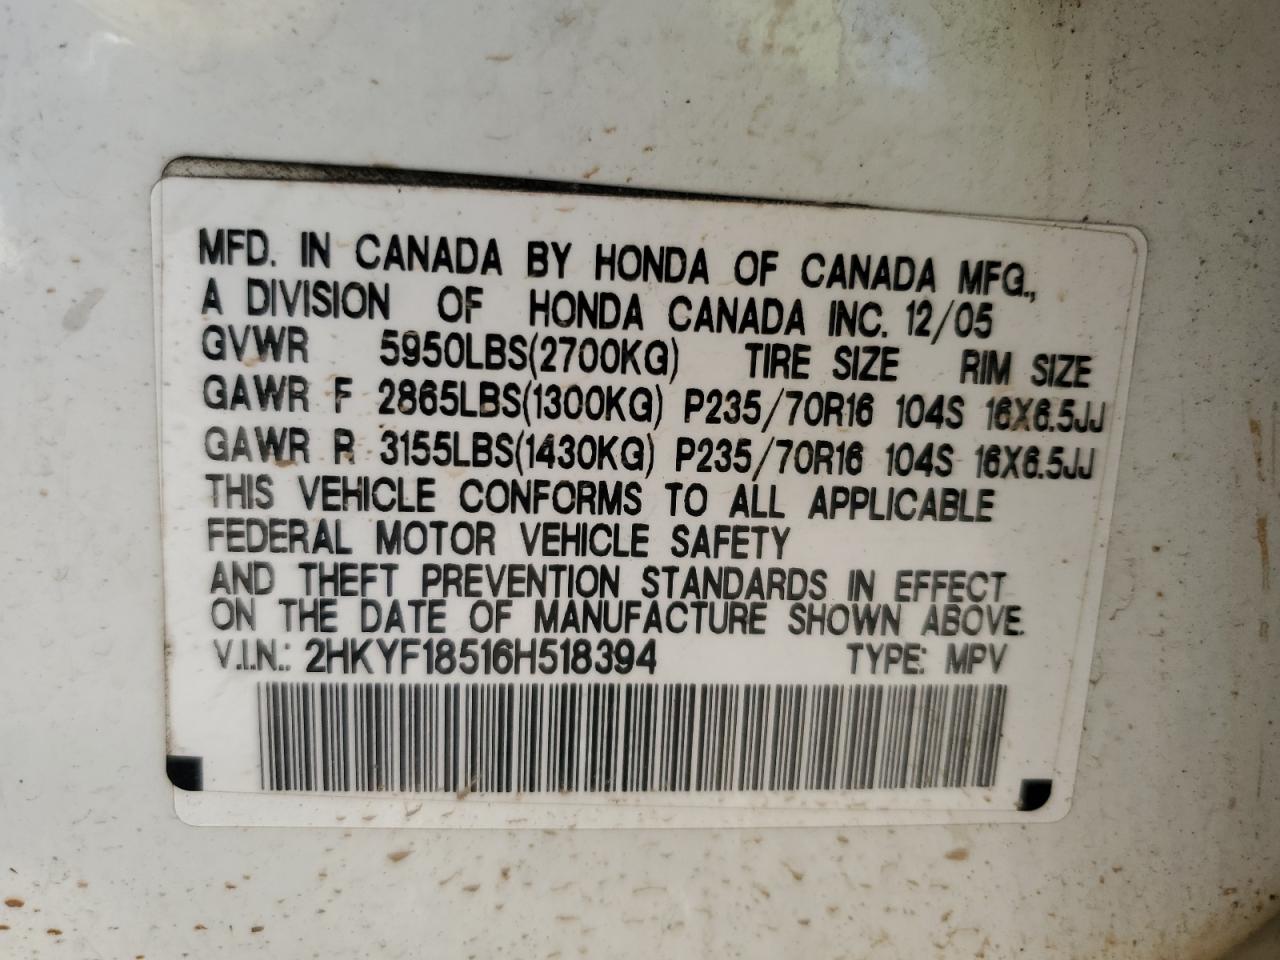 MFD. IN CANADA BY HONDA OF CANADA MFG.,
A DIVISION OF HONDA CANADA INC. 12/05
GVWR 5950LBS(2700KG) TIRE SIZE RIM SIZE
GAWR F 2865LBS(1300KG) P235/70R16 104S 16X6.5JJ
GAWR R 3155LBS(1430KG) P235/70R16 104S 16X6.5JJ
THIS VEHICLE CONFORMS TO ALL APPLICABLE
FEDERAL MOTOR VEHICLE SAFETY
AND THEFT PREVENTION STANDARDS IN EFFECT
ON THE DATE OF MANUFACTURE SHOWN ABOVE.
V.I.N.: 2HKYF18516H518394 TYPE: MPV